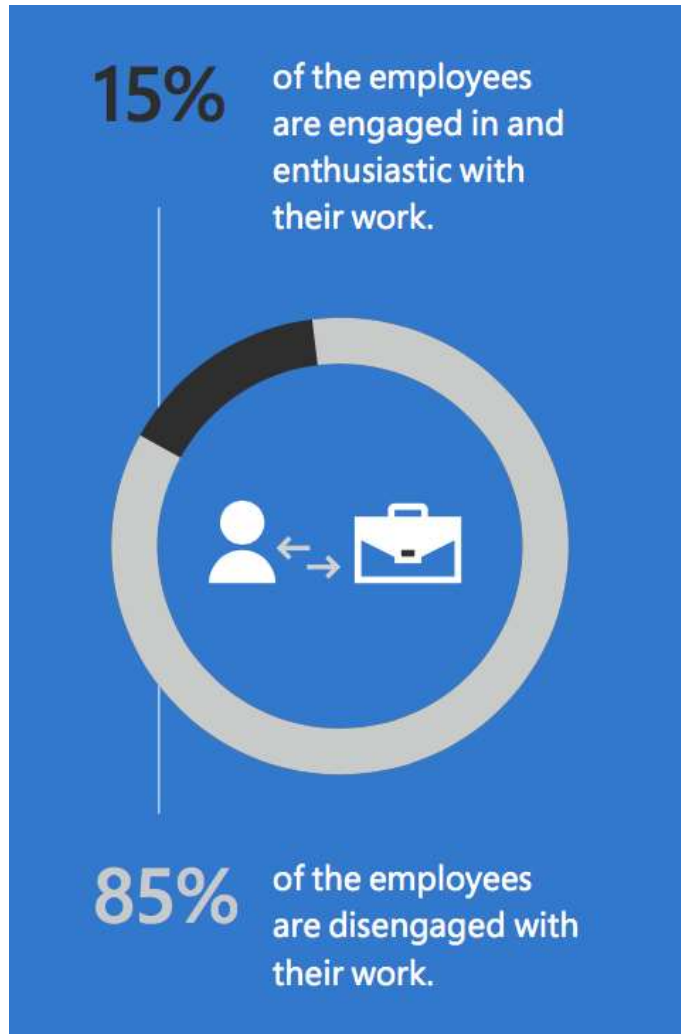 15%
of the employees
are engaged in and
enthusiastic with
their work.
85%
of the employees
are disengaged with
their work.